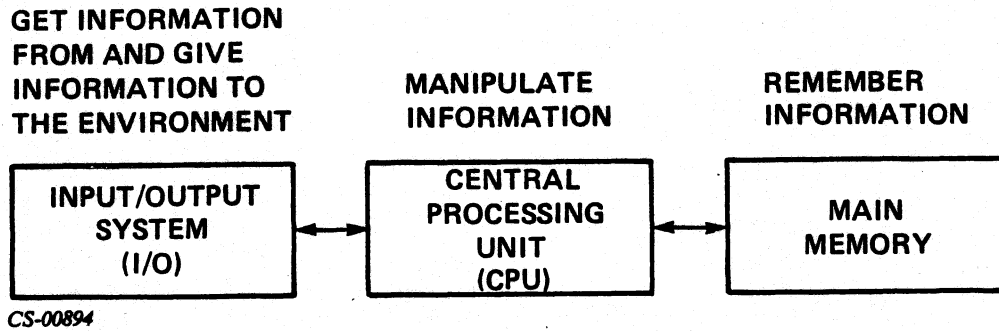 GET INFORMATION
FROM AND GIVE
INFORMATION TO
THE ENVIRONMENT
MANIPULATE
INFORMATION
REMEMBER
INFORMATION
INPUT/OUTPUT
SYSTEM
(I/O)
CENTRAL
PROCESSING
UNIT
(CPU)
MAIN
MEMORY
CS-00894